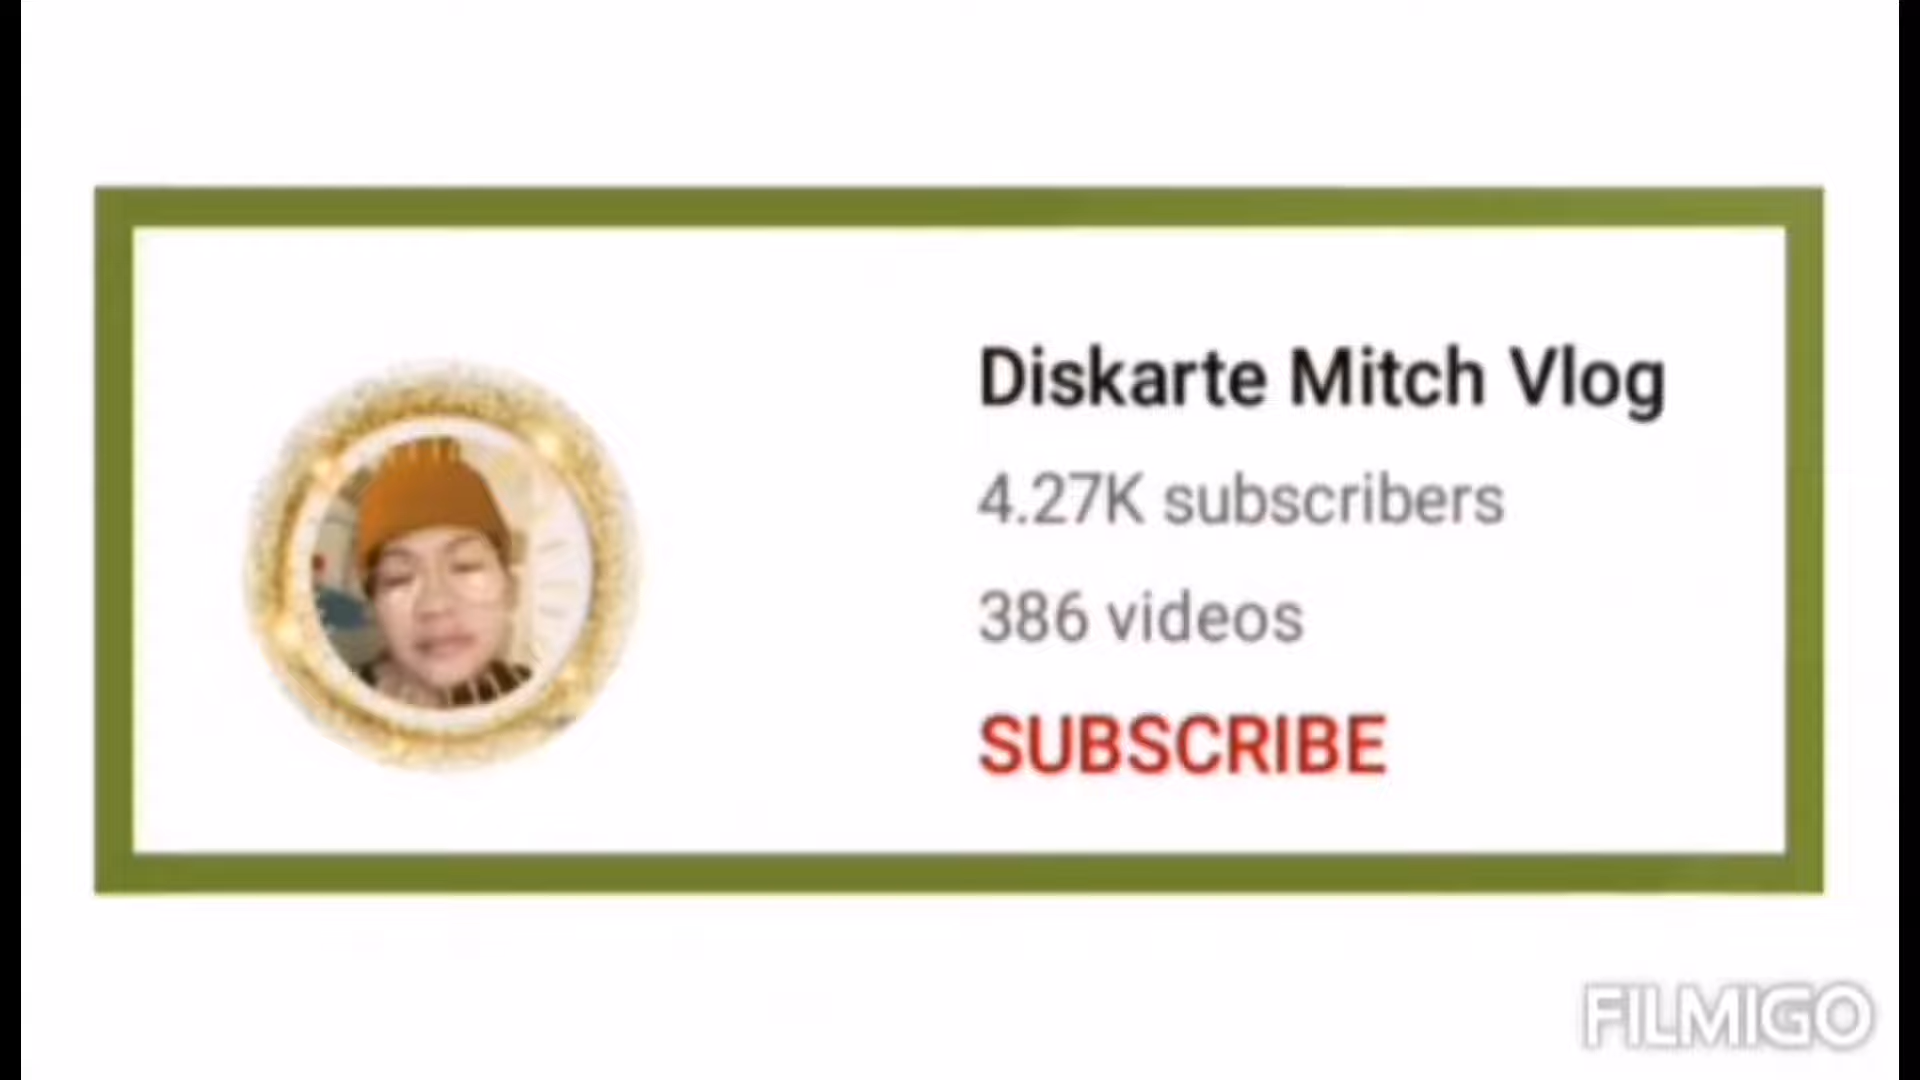 Diskarte Mitch Vlog
4.27K subscribers
386 videos
SUBSCRIBE
FILMIGO